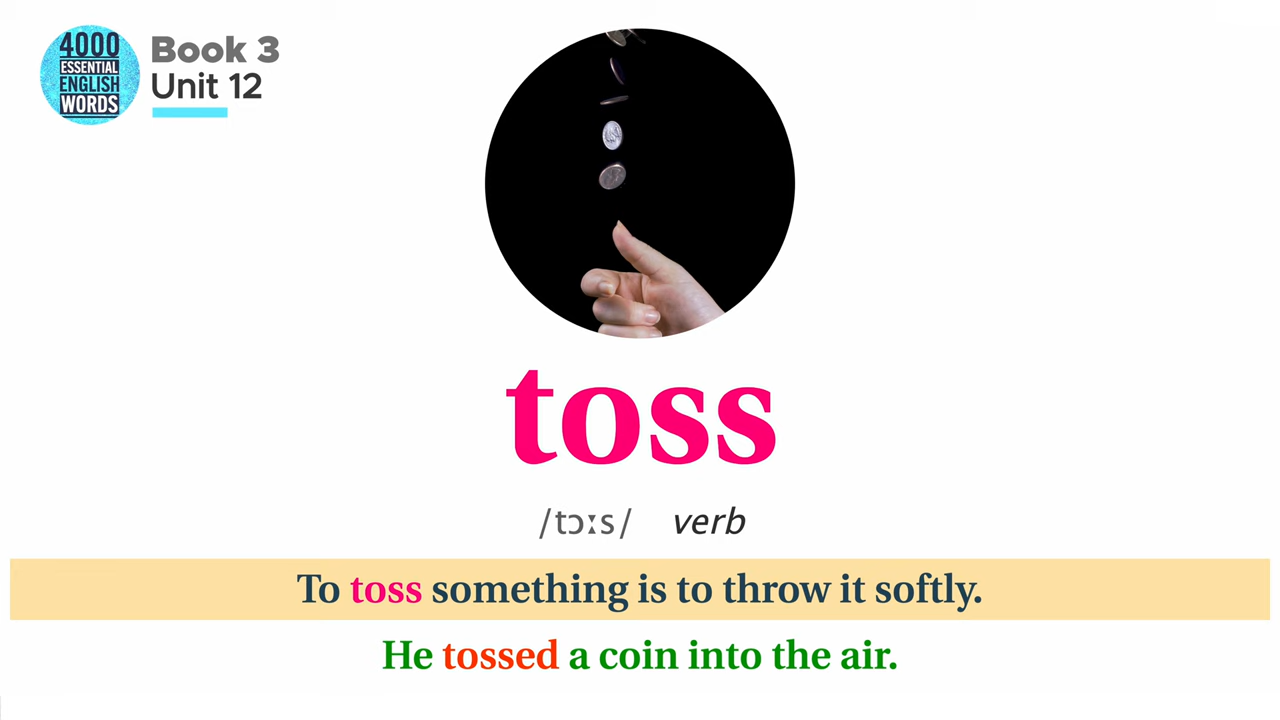 4000
ESSENTIAL
ENGLISH
WORDS
Book 3
Unit 12
toss
/tɔːs/ verb
To toss something is to throw it softly.
He tossed a coin into the air.